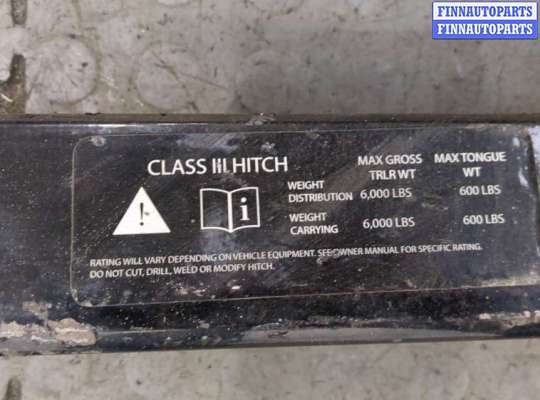 FINNAUTOPARTS
FINNAUTOPARTS
CLASS III HITCH
MAX GROSS TRLR WT
MAX TONGUE WT
WEIGHT DISTRIBUTION 6,000 LBS 600 LBS
WEIGHT CARRYING 6,000 LBS 600 LBS
RATING WILL VARY DEPENDING ON VEHICLE EQUIPMENT. SEE OWNER MANUAL FOR SPECIFIC RATING.
DO NOT CUT, DRILL, WELD OR MODIFY HITCH.